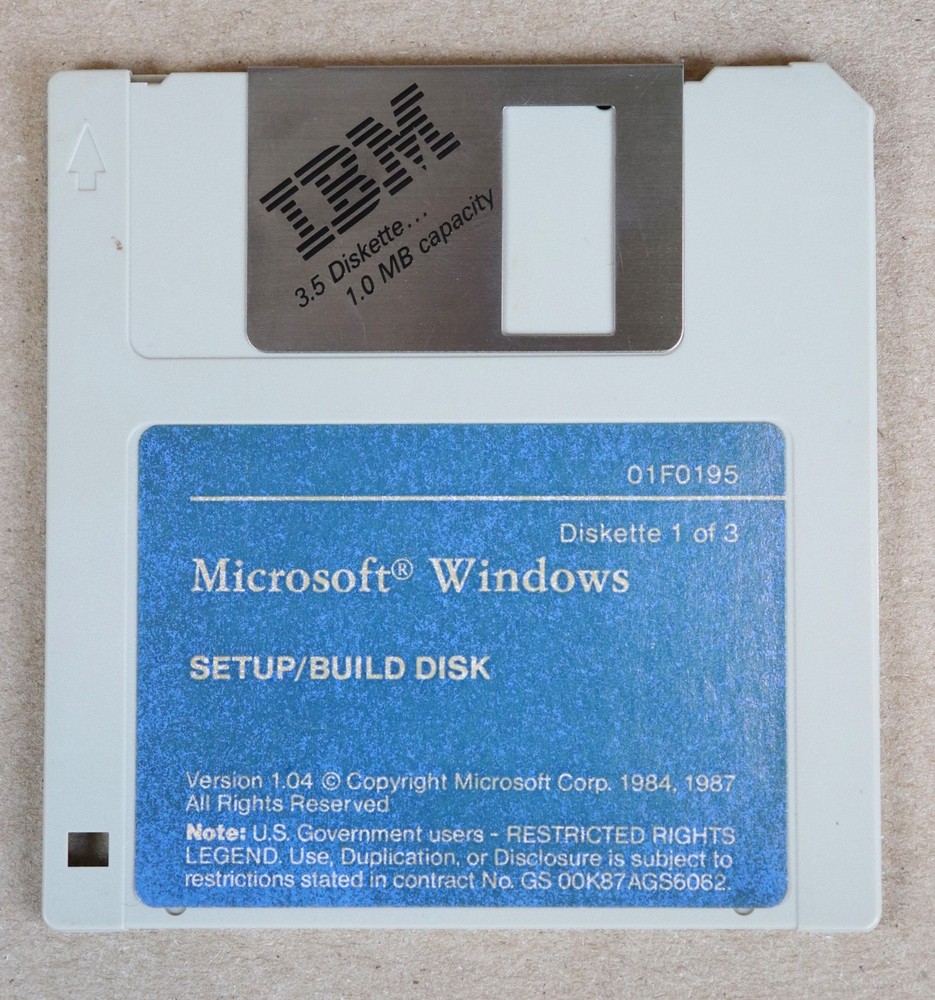 IBM
3.5 Diskette...
1.0 MB capacity
01F0195
Diskette 1 of 3
Microsoft® Windows
SETUP/BUILD DISK
Version 1.04 © Copyright Microsoft Corp. 1984, 1987
All Rights Reserved
Note: U.S. Government users - RESTRICTED RIGHTS
LEGEND. Use, Duplication, or Disclosure is subject to
restrictions stated in contract No. GS 00K87AGS6062.